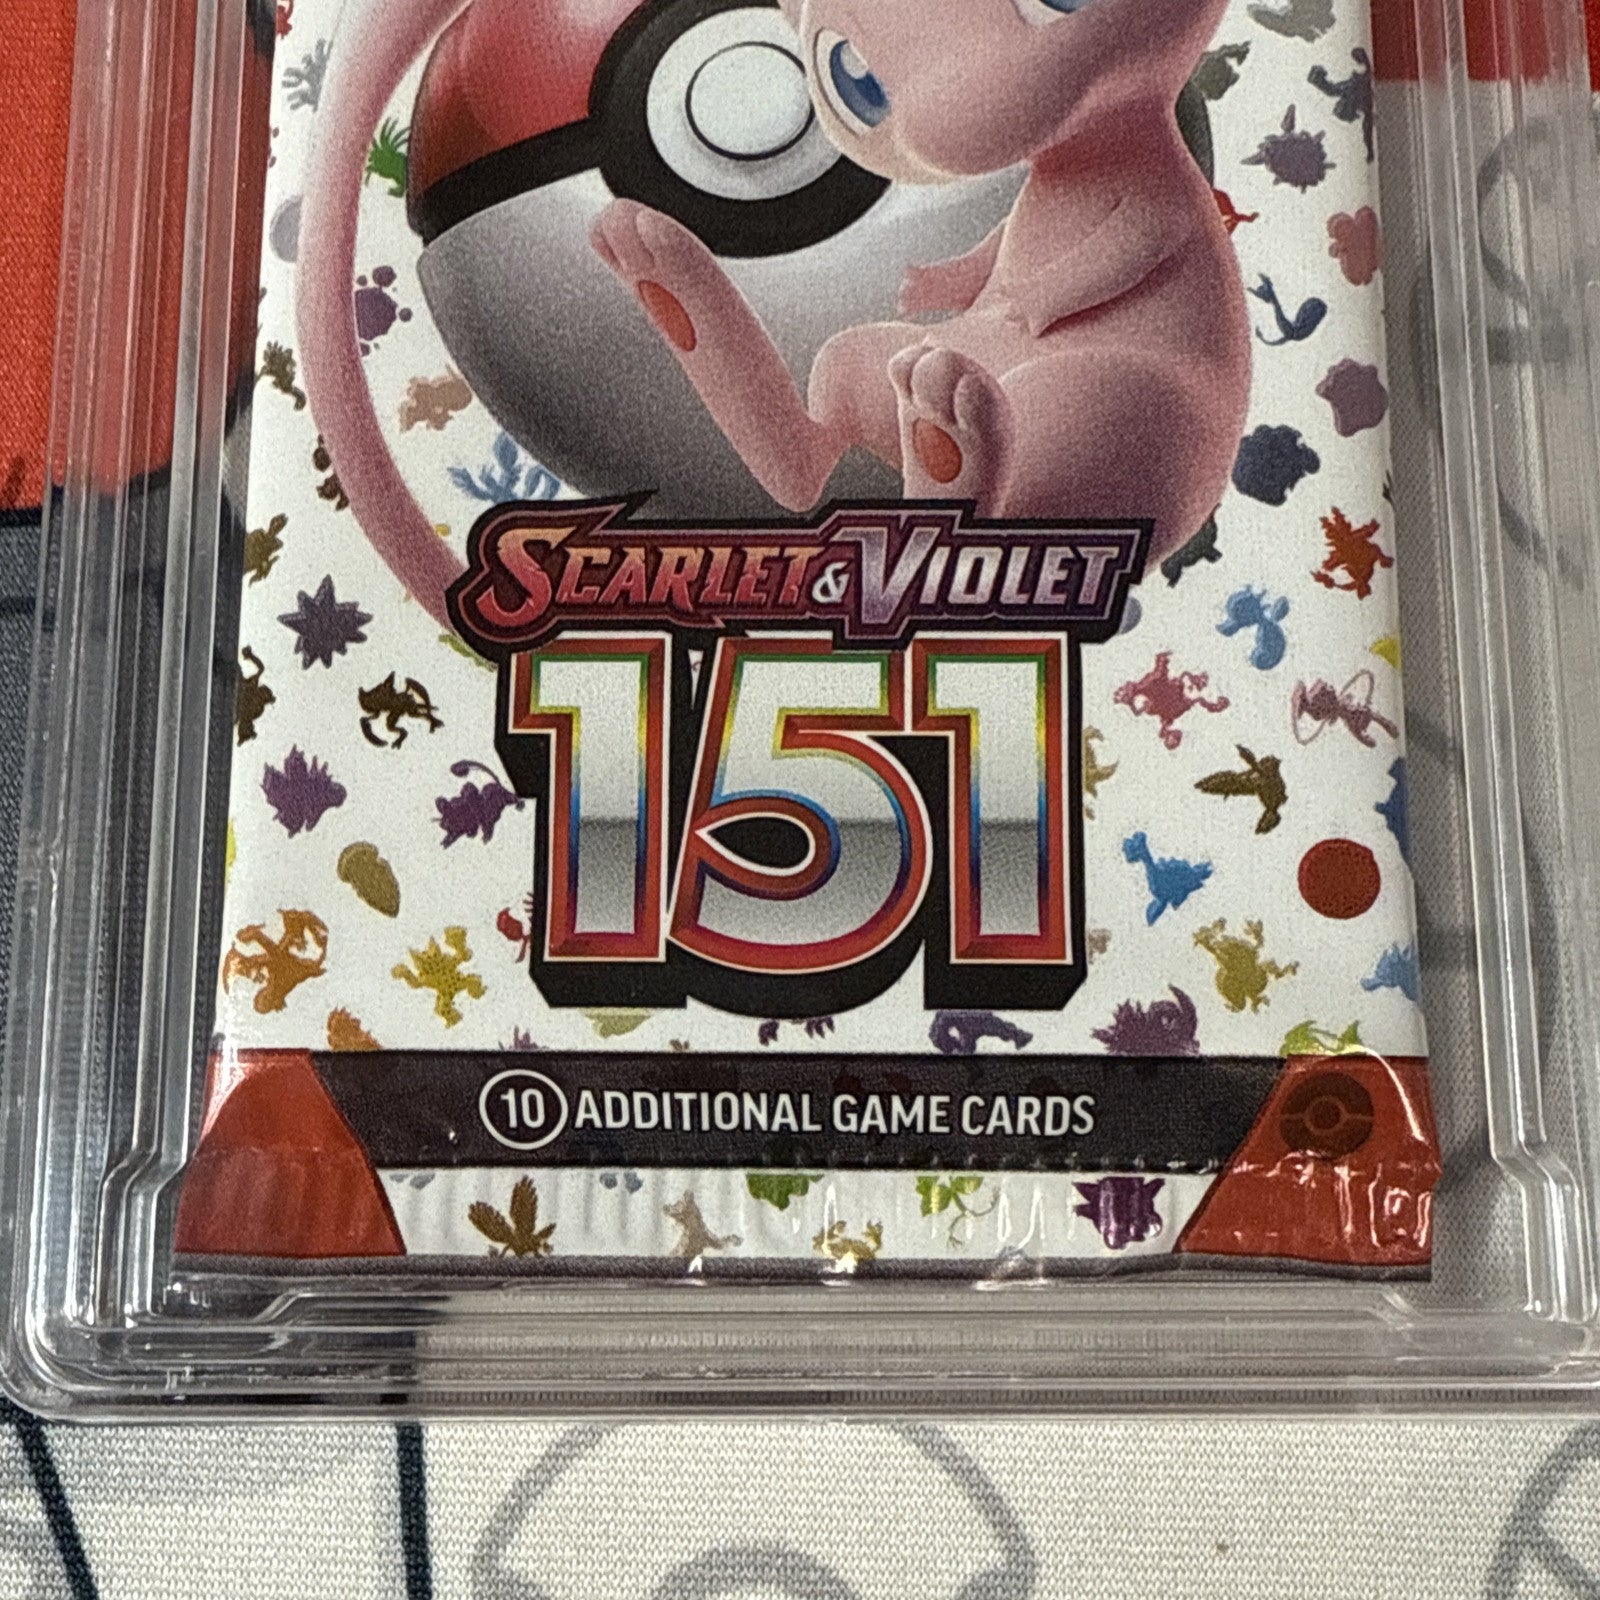 SCARLET & VIOLET
151
10 ADDITIONAL GAME CARDS